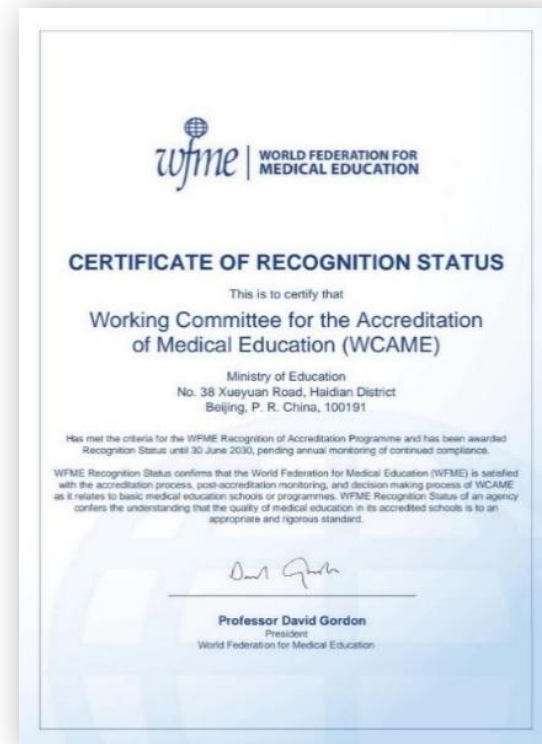 wfme
WORLD FEDERATION FOR
MEDICAL EDUCATION
CERTIFICATE OF RECOGNITION STATUS
This is to certify that
Working Committee for the Accreditation
of Medical Education (WCAME)
Ministry of Education
No. 38 Xueyuan Road, Haidian District
Beijing, P. R. China, 100191
Has met the criteria for the WFME Recognition of Accreditation Programme and has been awarded
Recognition Status until 30 June 2030, pending annual monitoring of continued compliance.
WFME Recognition Status confirms that the World Federation for Medical Education (WFME) is satisfied
with the accreditation process, post-accreditation monitoring, and decision making process of WCAME
as it relates to basic medical education schools or programmes. WFME Recognition Status of an agency
confers the understanding that the quality of medical education in its accredited schools is to an
appropriate and rigorous standard.
Professor David Gordon
President
World Federation for Medical Education